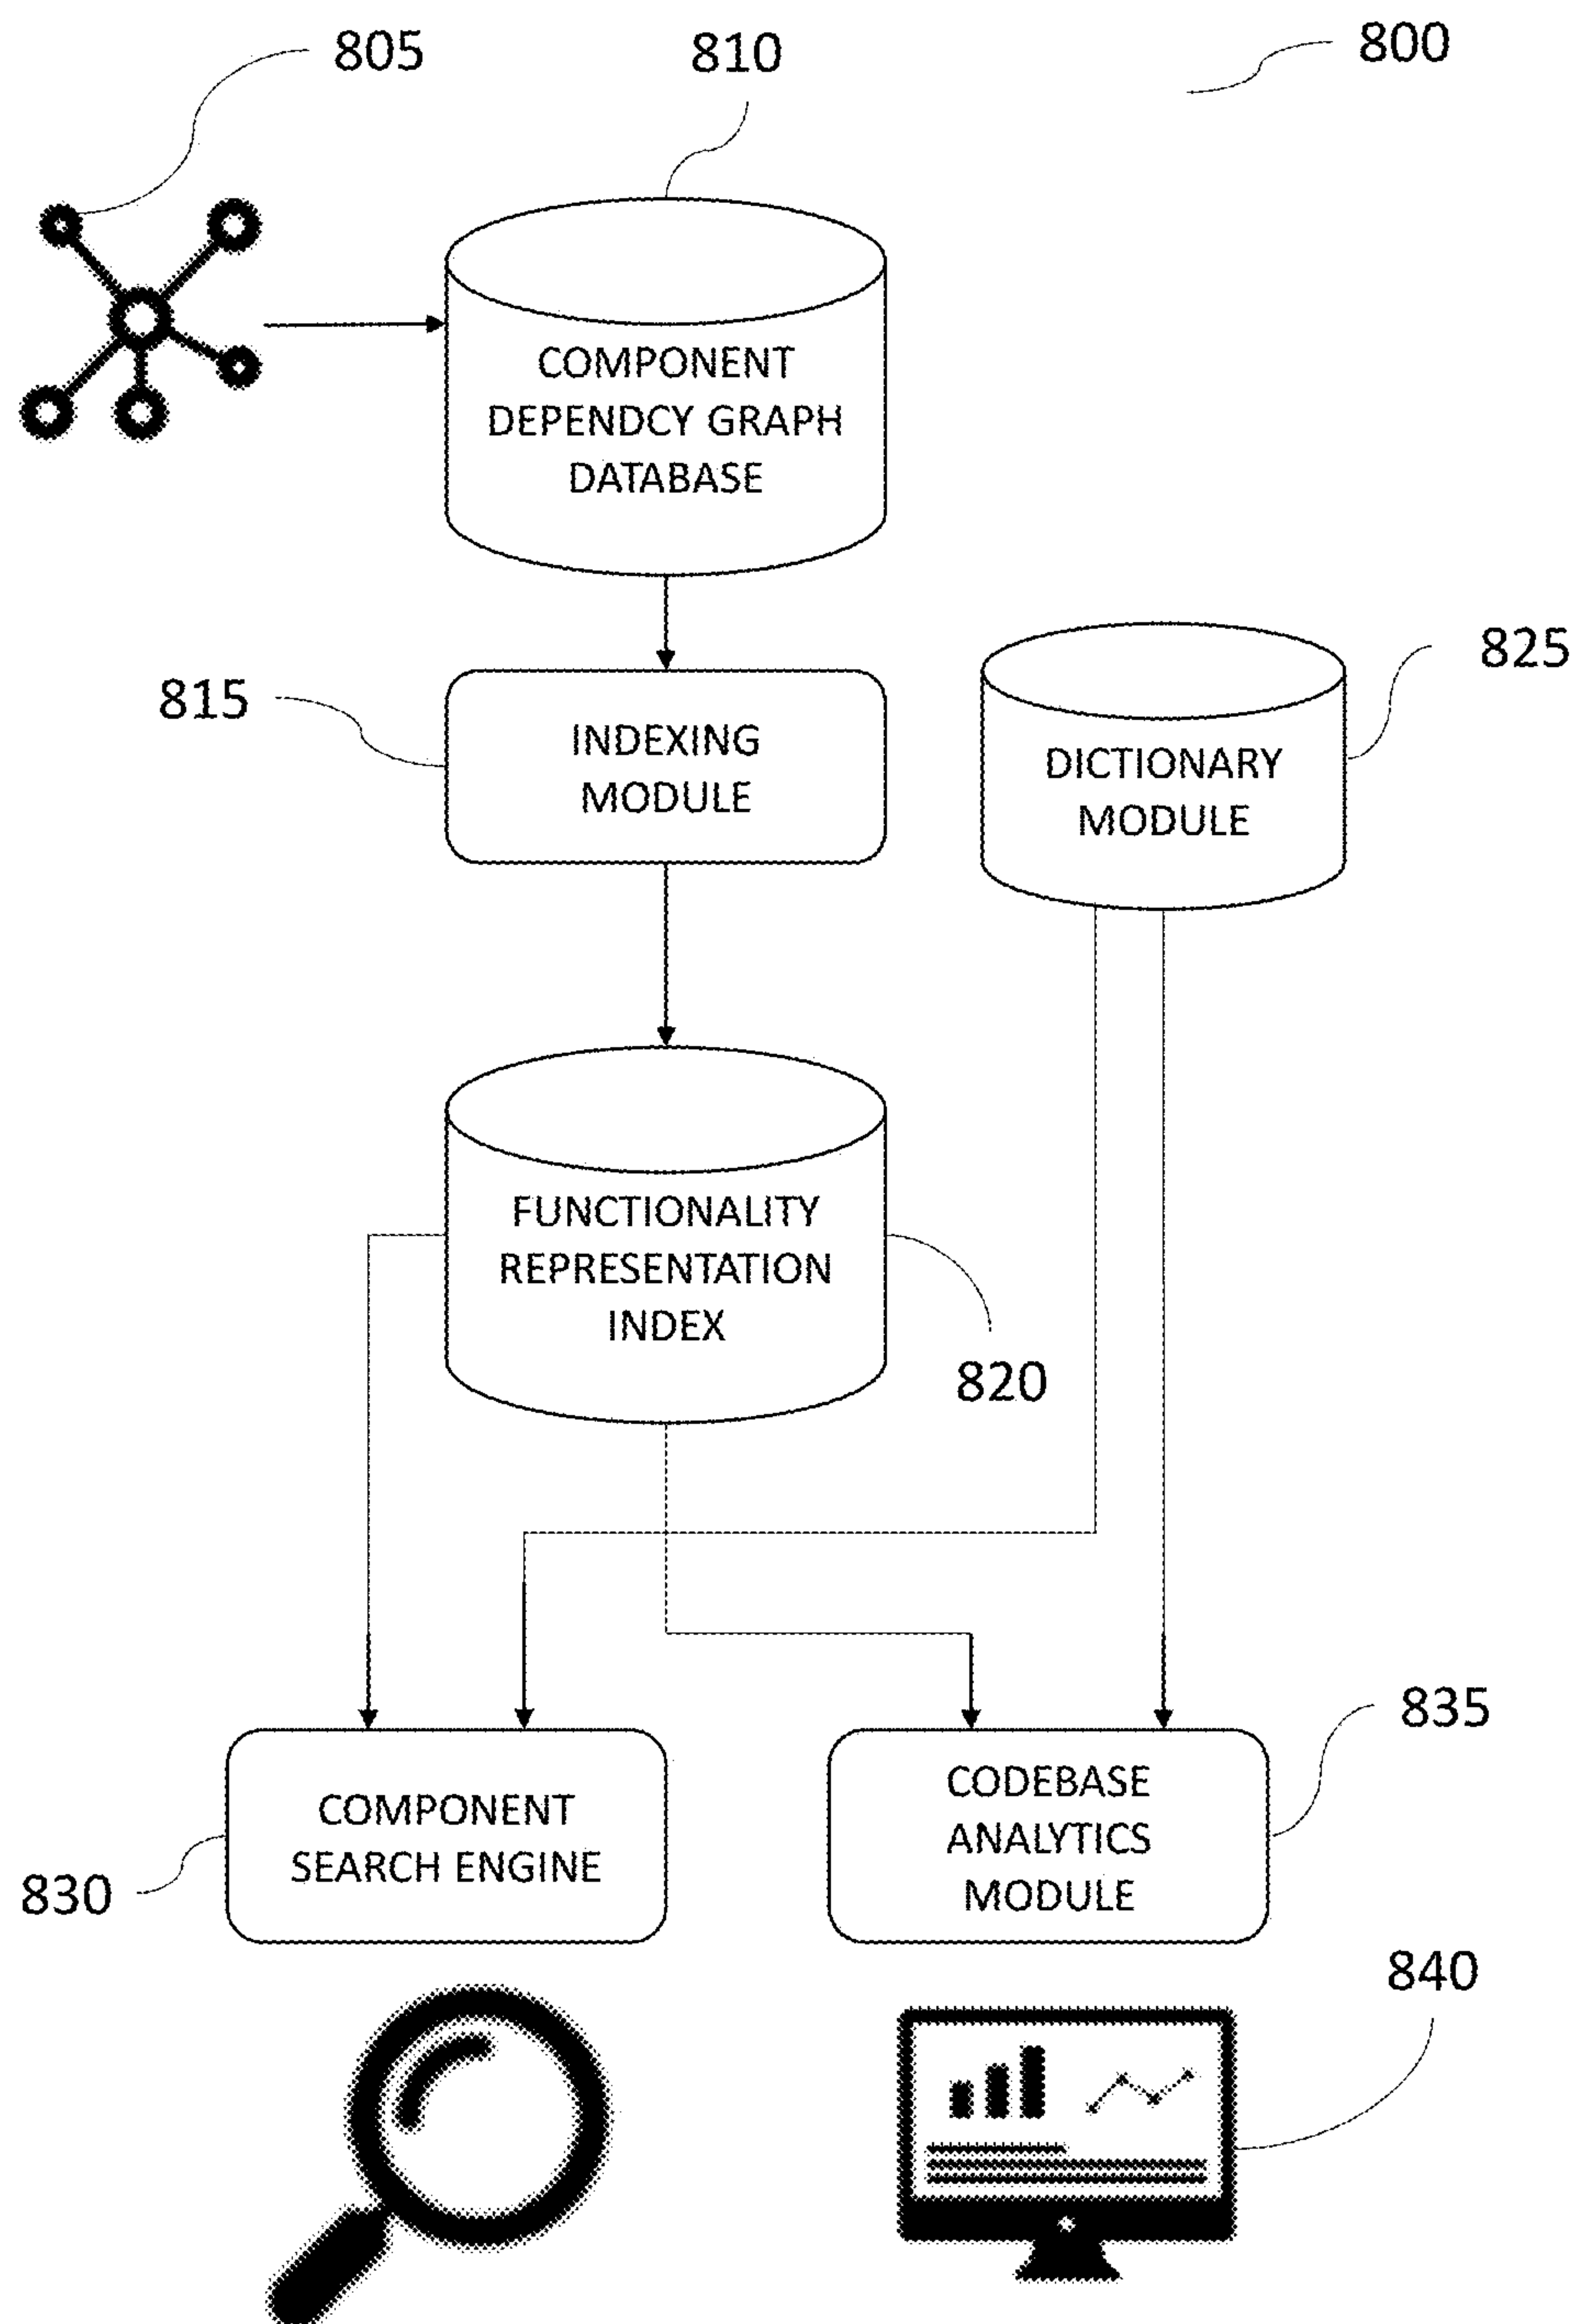 805
810
800
COMPONENT
DEPENDCY GRAPH
DATABASE
815
INDEXING
MODULE
825
DICTIONARY
MODULE
FUNCTIONALITY
REPRESENTATION
INDEX
820
830
COMPONENT
SEARCH ENGINE
835
CODEBASE
ANALYTICS
MODULE
840